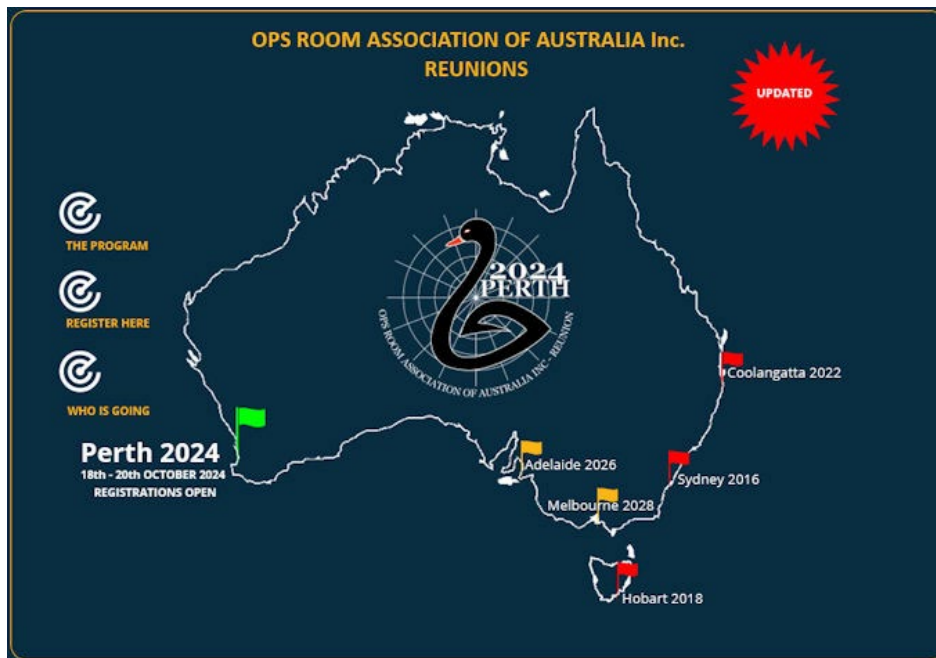 OPS ROOM ASSOCIATION OF AUSTRALIA Inc.
REUNIONS
UPDATED
THE PROGRAM
REGISTER HERE
WHO IS GOING
2024
PERTH
OPS ROOM ASSOCIATION OF AUSTRALIA INC - REUNION
Coolangatta 2022
Perth 2024
18th - 20th OCTOBER 2024
REGISTRATIONS OPEN
Adelaide 2026
Sydney 2016
Melbourne 2028
Hobart 2018